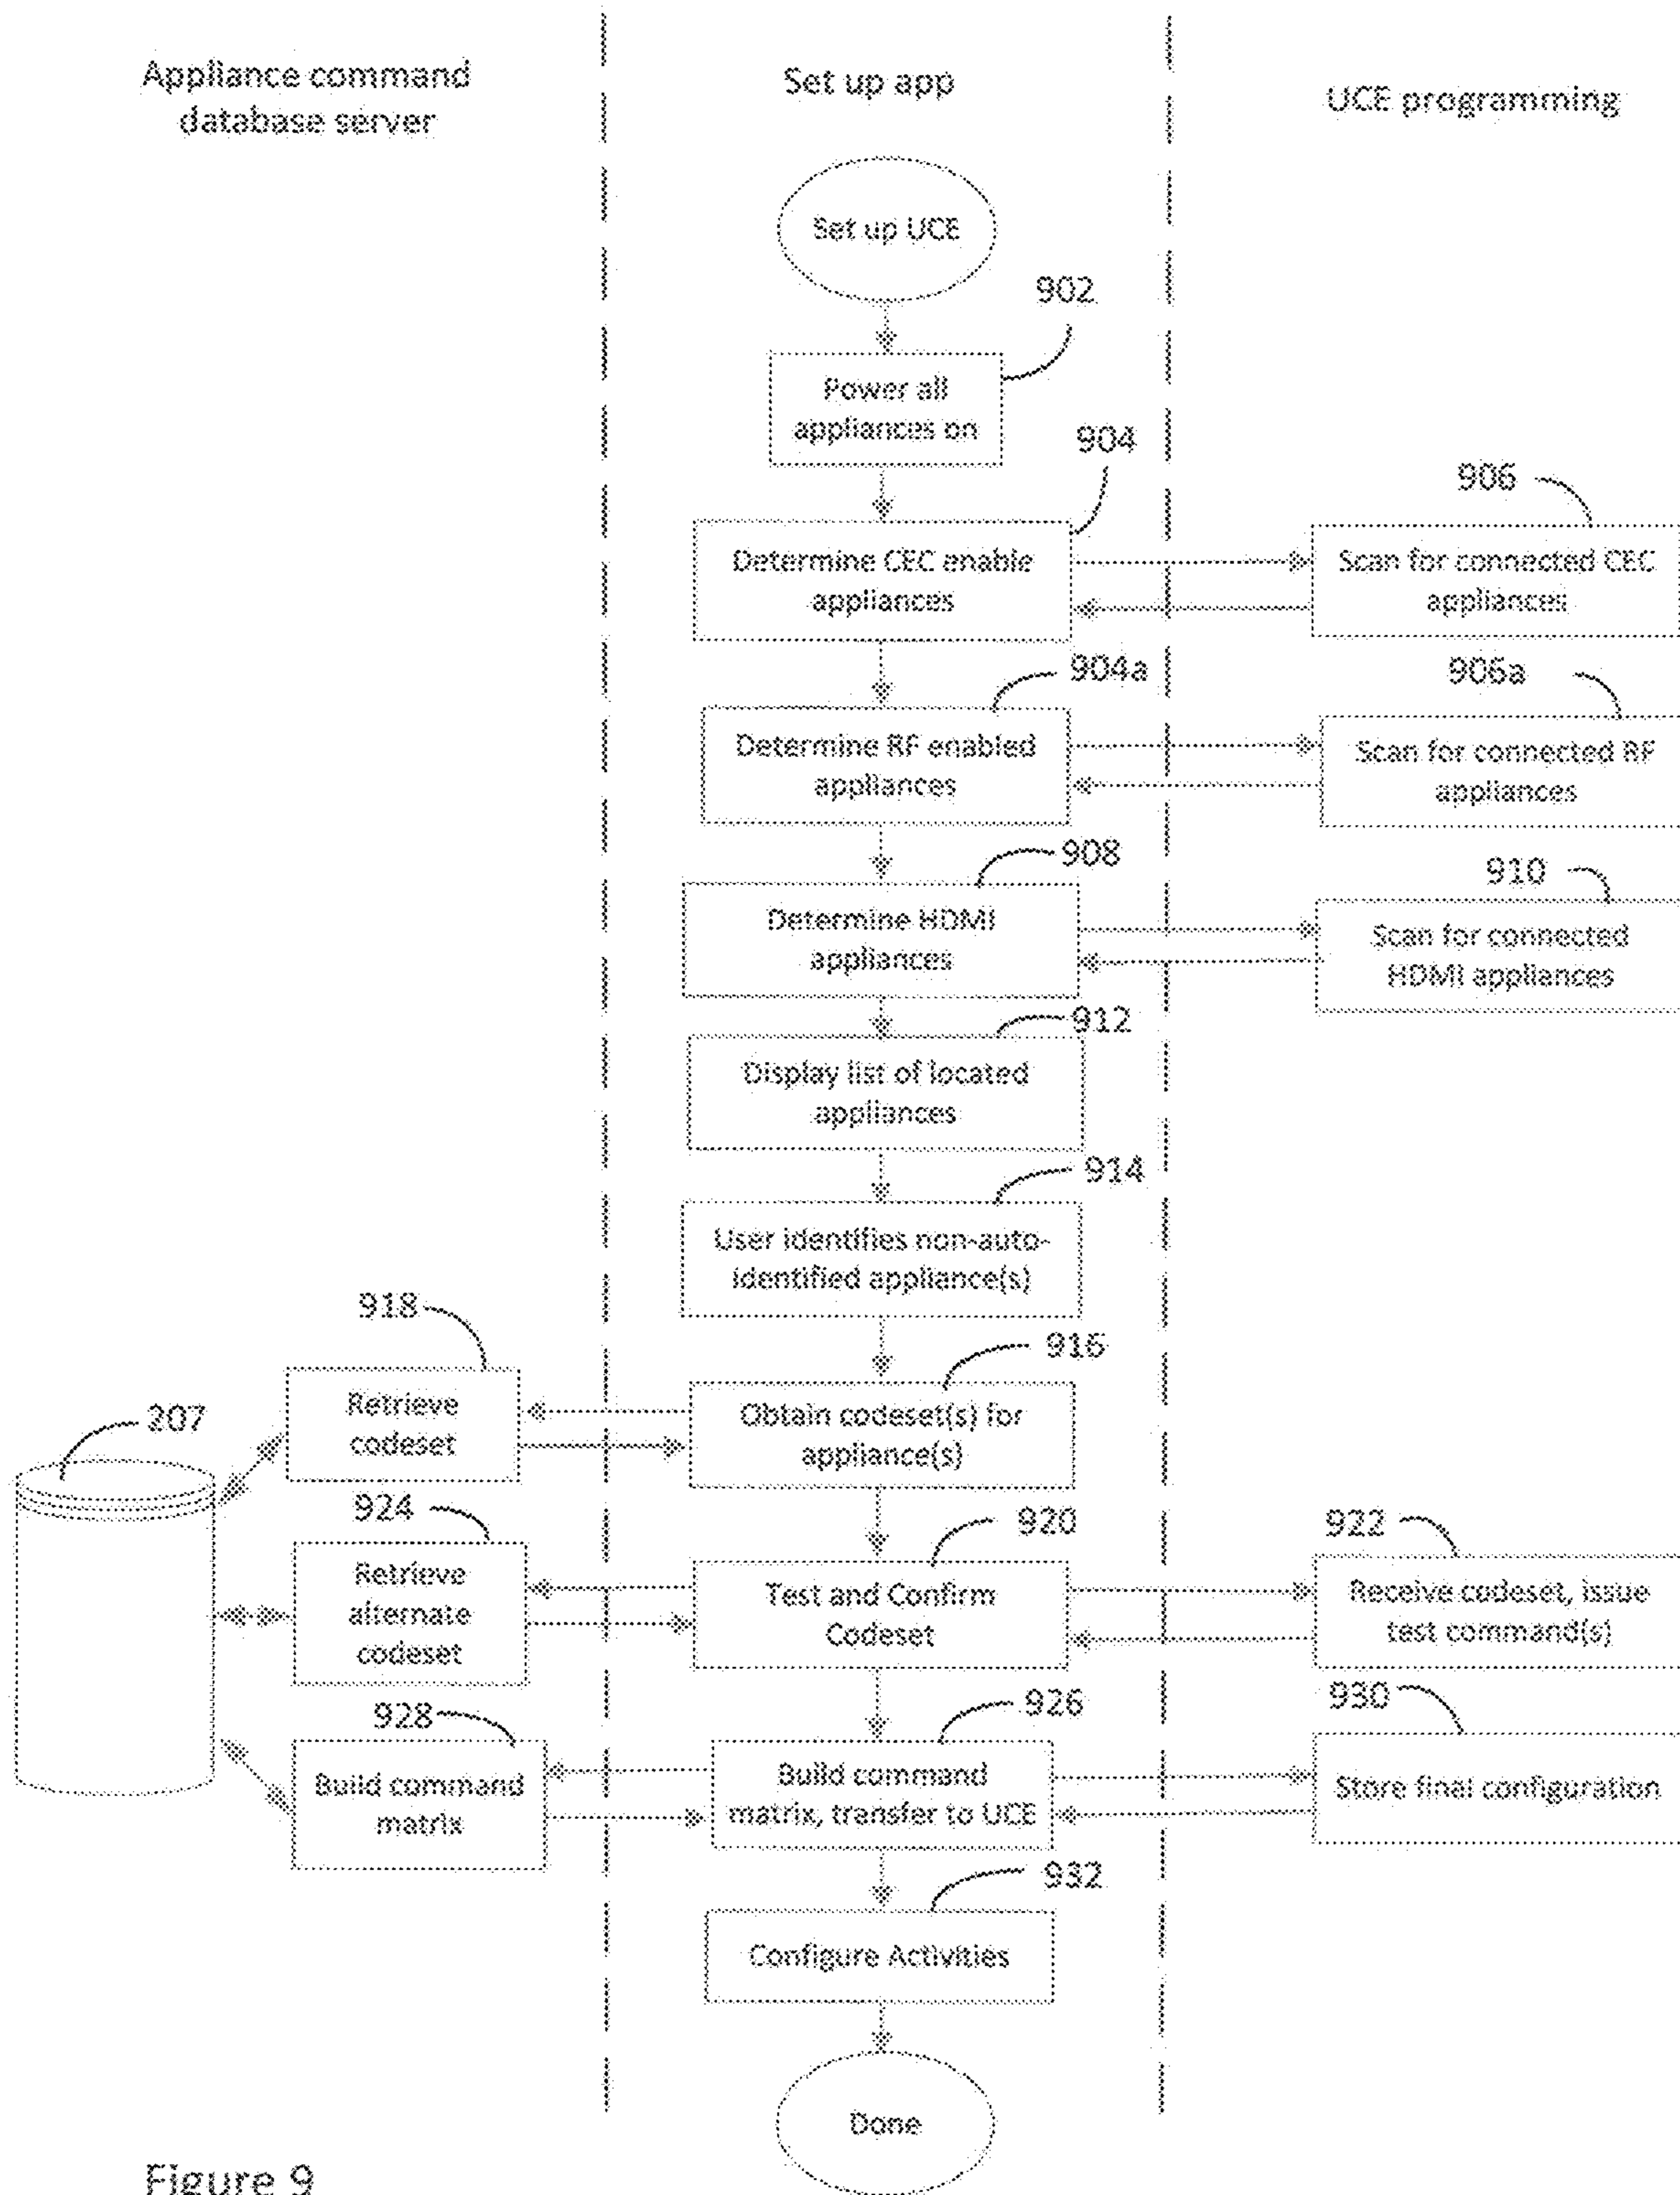 Appliance command
database server
Set up app
UCE programming
Set up UCE
902
Power all
appliances on
904
Determine CEC enable
appliances
906
Scan for connected CEC
appliances
904a
Determine RF enabled
appliances
906a
Scan for connected RF
appliances
908
Determine HDMI
appliances
910
Scan for connected
HDMI appliances
912
Display list of located
appliances
914
User identifies non-auto-
identified appliance(s)
918
Retrieve
codeset
916
Obtain codeset(s) for
appliance(s)
207
924
Retrieve
alternate
codeset
920
Test and Confirm
Codeset
922
Receive codeset, issue
test command(s)
928
Build command
matrix
926
Build command
matrix, transfer to UCE
930
Store final configuration
932
Configure Activities
Done
Figure 9